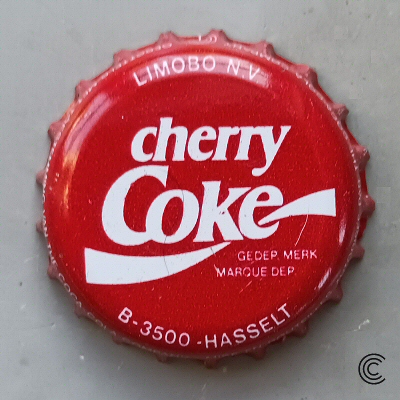 LIMOBO N.V
cherry
Coke
GEDEP. MERK
MARQUE DEP.
B-3500-HASSELT